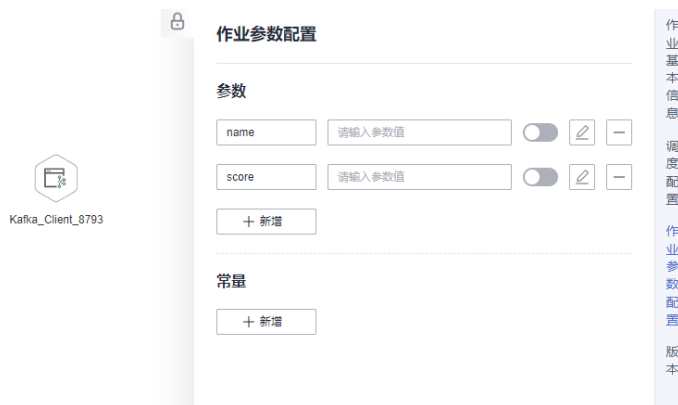 作业参数配置
参数
name
请输入参数值
score
请输入参数值
新增
常量
新增
Kafka_Client_8793
作业基本信息
调度配置
作业参数配置
版本